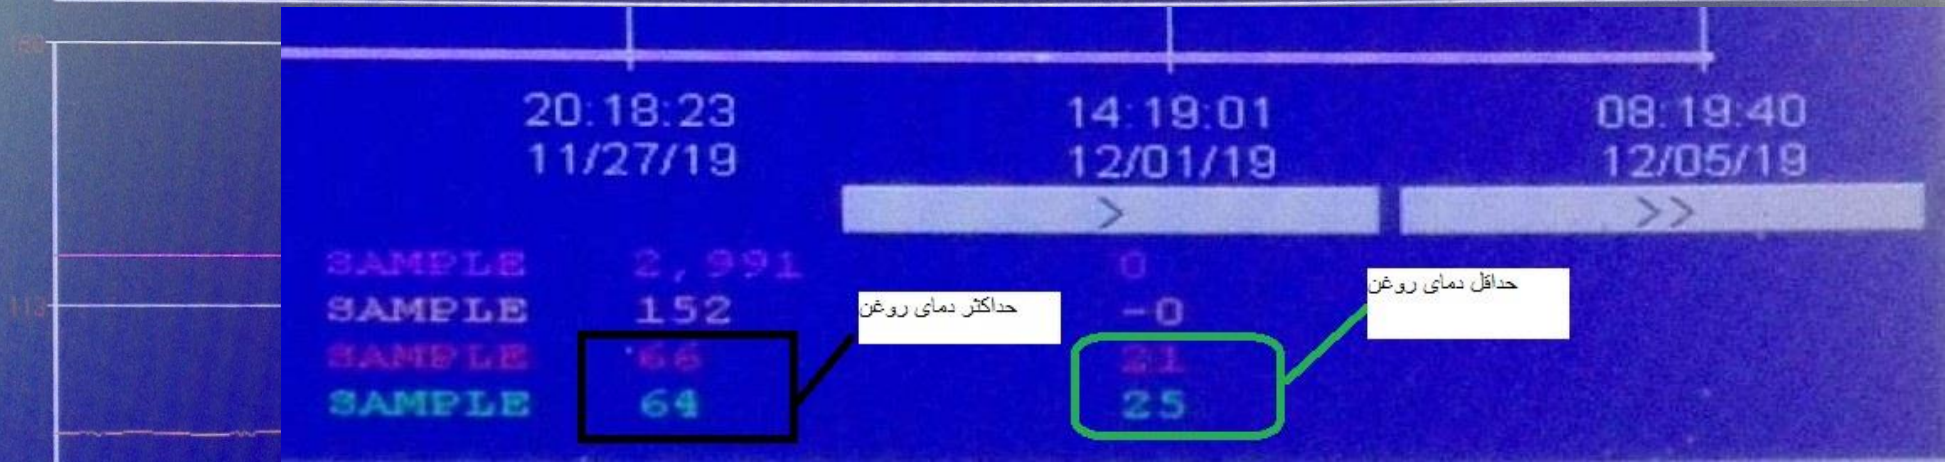 113
20:18:23 14:19:01 08:19:40
11/27/19 12/01/19 12/05/19
> >>
SAMPLE 2,991 0
SAMPLE 152 -0
SAMPLE 66 21
SAMPLE 64 25
حداکثر دمای روغن
حداقل دمای روغن